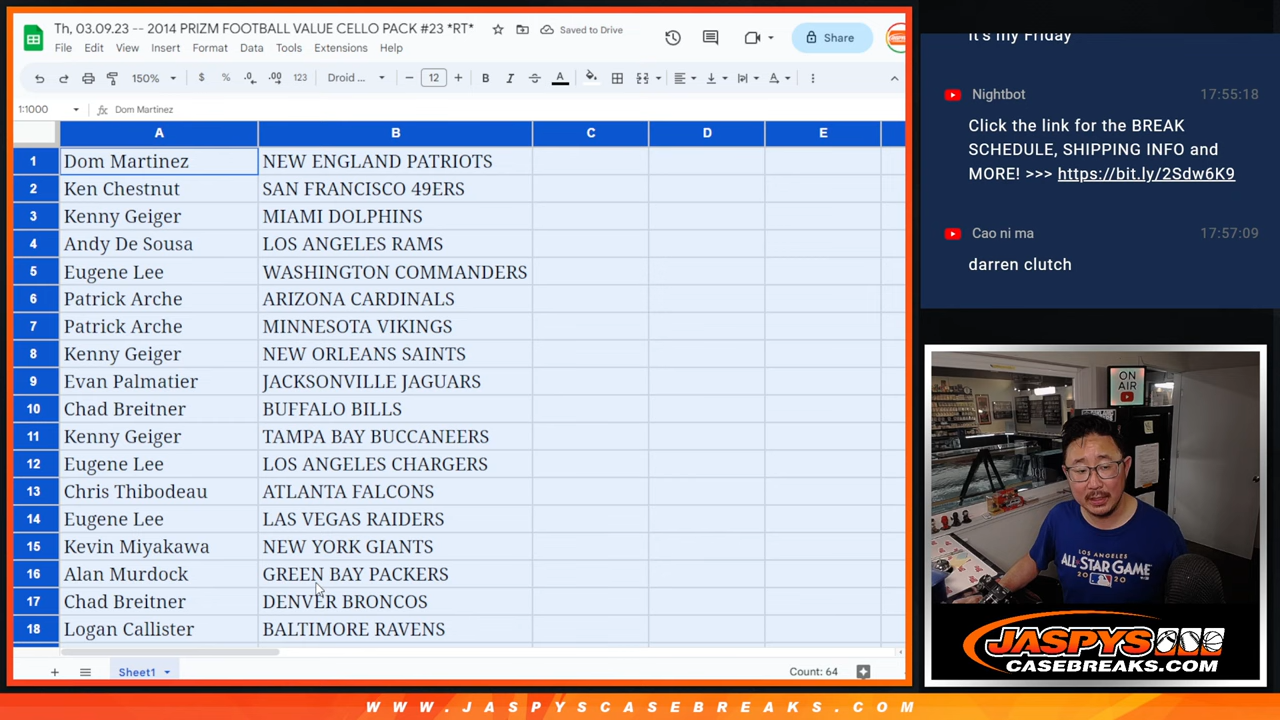 Th, 03.09.23 -- 2014 PRIZM FOOTBALL VALUE CELLO PACK #23 *RT*
Saved to Drive
File Edit View Insert Format Data Tools Extensions Help
Share
150% $ % .0 .00 123 Droid ... 12 B I A
1:1000 fx Dom Martinez
A B C D E
1 Dom Martinez NEW ENGLAND PATRIOTS
2 Ken Chestnut SAN FRANCISCO 49ERS
3 Kenny Geiger MIAMI DOLPHINS
4 Andy De Sousa LOS ANGELES RAMS
5 Eugene Lee WASHINGTON COMMANDERS
6 Patrick Arche ARIZONA CARDINALS
7 Patrick Arche MINNESOTA VIKINGS
8 Kenny Geiger NEW ORLEANS SAINTS
9 Evan Palmatier JACKSONVILLE JAGUARS
10 Chad Breitner BUFFALO BILLS
11 Kenny Geiger TAMPA BAY BUCCANEERS
12 Eugene Lee LOS ANGELES CHARGERS
13 Chris Thibodeau ATLANTA FALCONS
14 Eugene Lee LAS VEGAS RAIDERS
15 Kevin Miyakawa NEW YORK GIANTS
16 Alan Murdock GREEN BAY PACKERS
17 Chad Breitner DENVER BRONCOS
18 Logan Callister BALTIMORE RAVENS
Sheet1
Count: 64
it's my Friday
Nightbot 17:55:18
Click the link for the BREAK
SCHEDULE, SHIPPING INFO and
MORE! >>> https://bit.ly/2Sdw6K9
Cao ni ma 17:57:09
darren clutch
ON
AIR
LOS ANGELES
ALL STAR GAME
20 20
JASPYS
CASEBREAKS.COM
WWW.JASPYSCASEBREAKS.COM